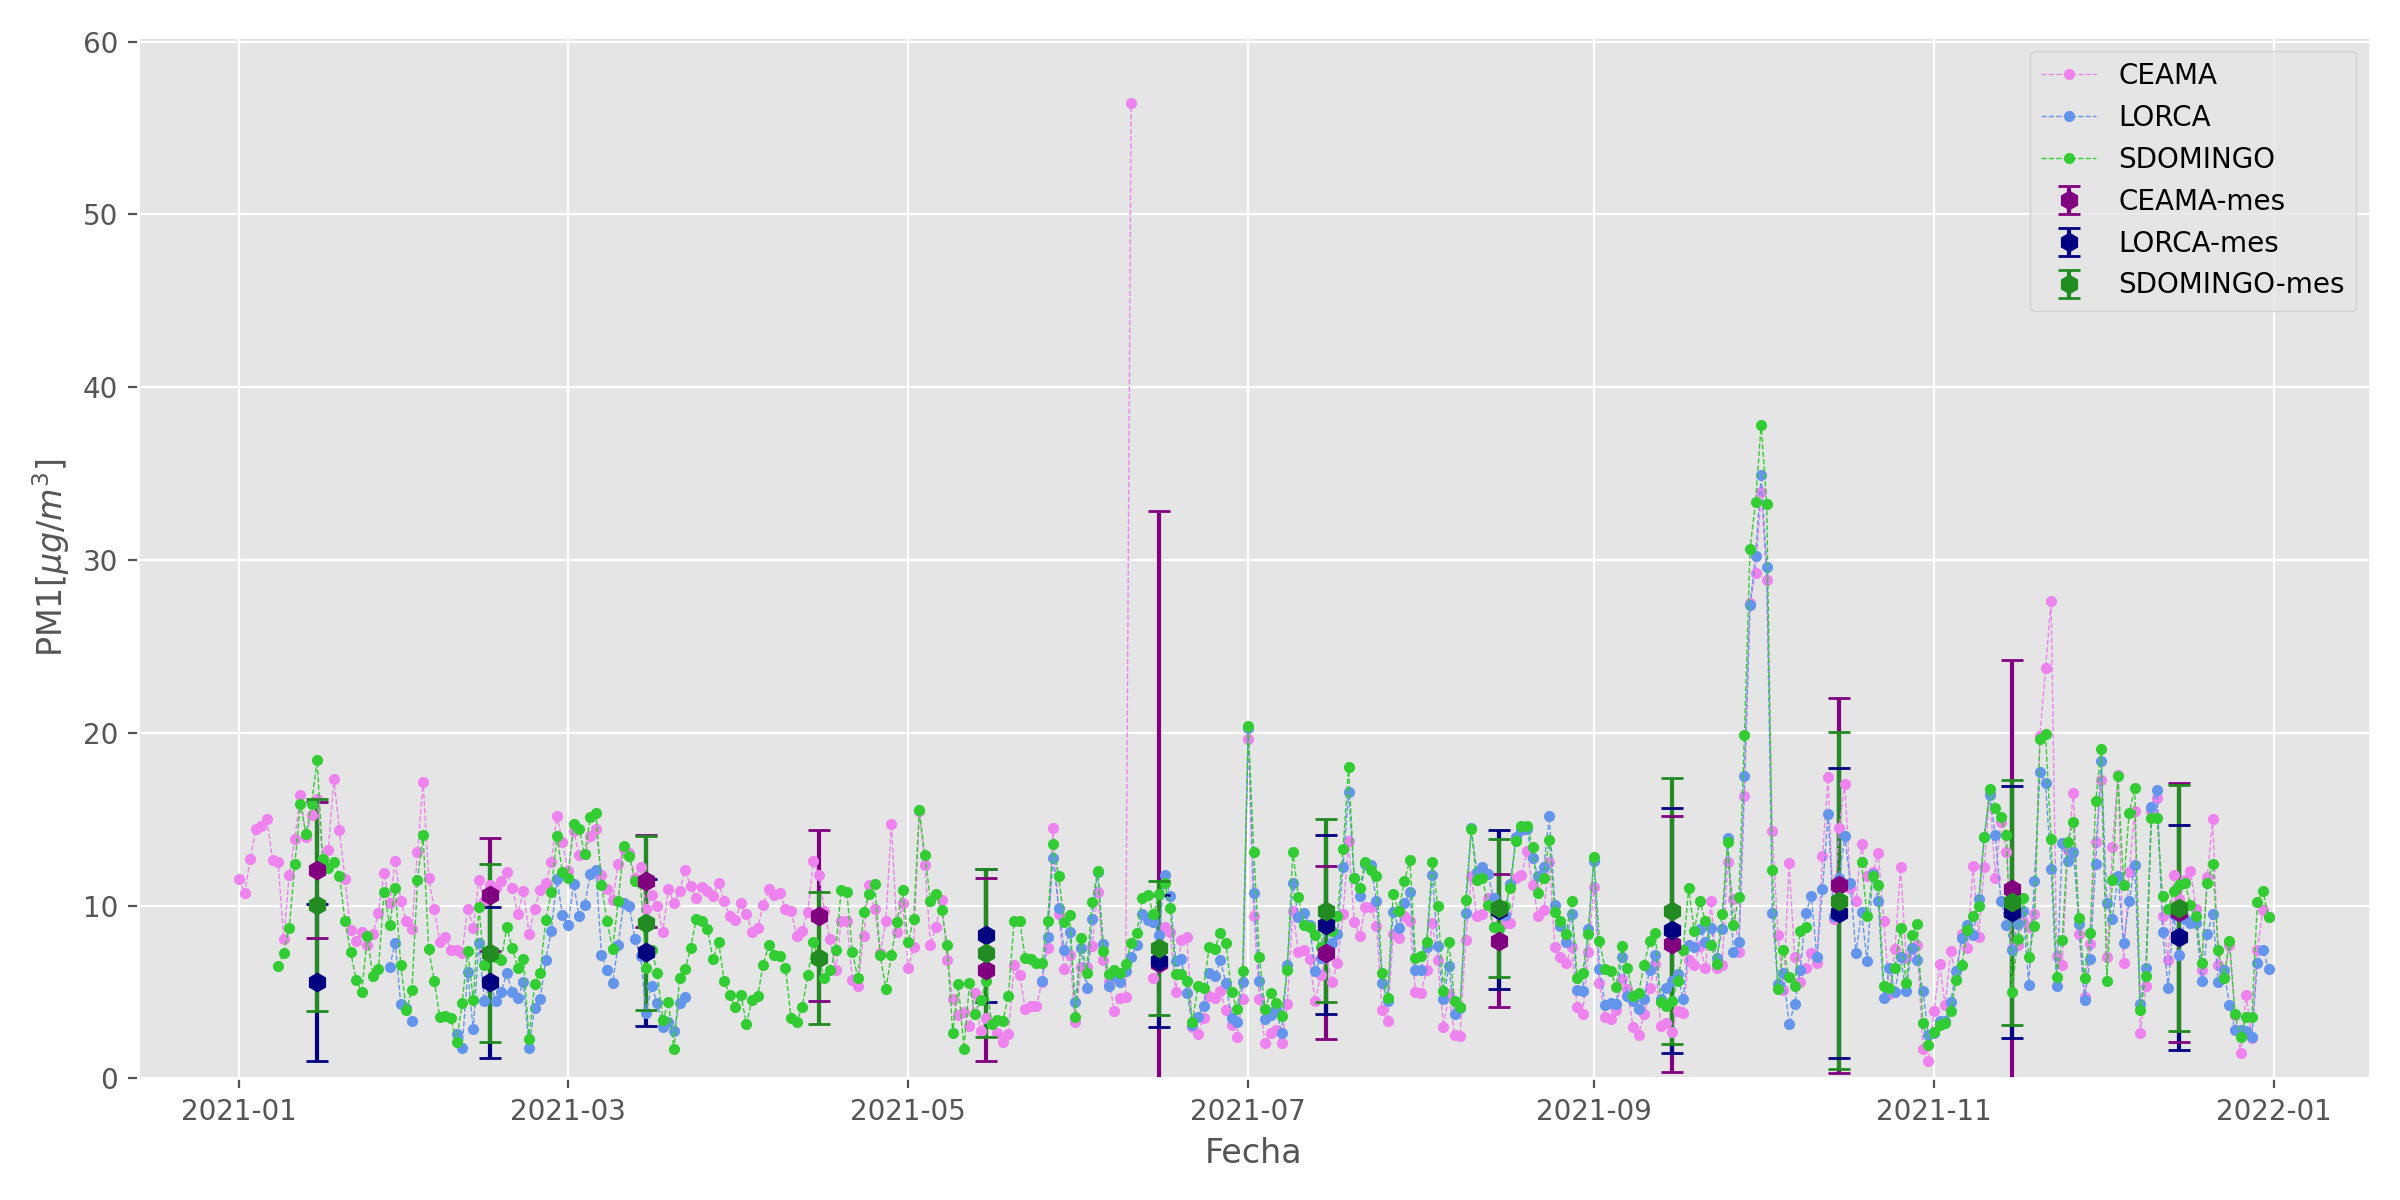 60
50
40
30
20
10
0
PM1[μg/m³]
2021-01
2021-03
2021-05
2021-07
2021-09
2021-11
2022-01
Fecha
CEAMA
LORCA
SDOMINGO
CEAMA-mes
LORCA-mes
SDOMINGO-mes